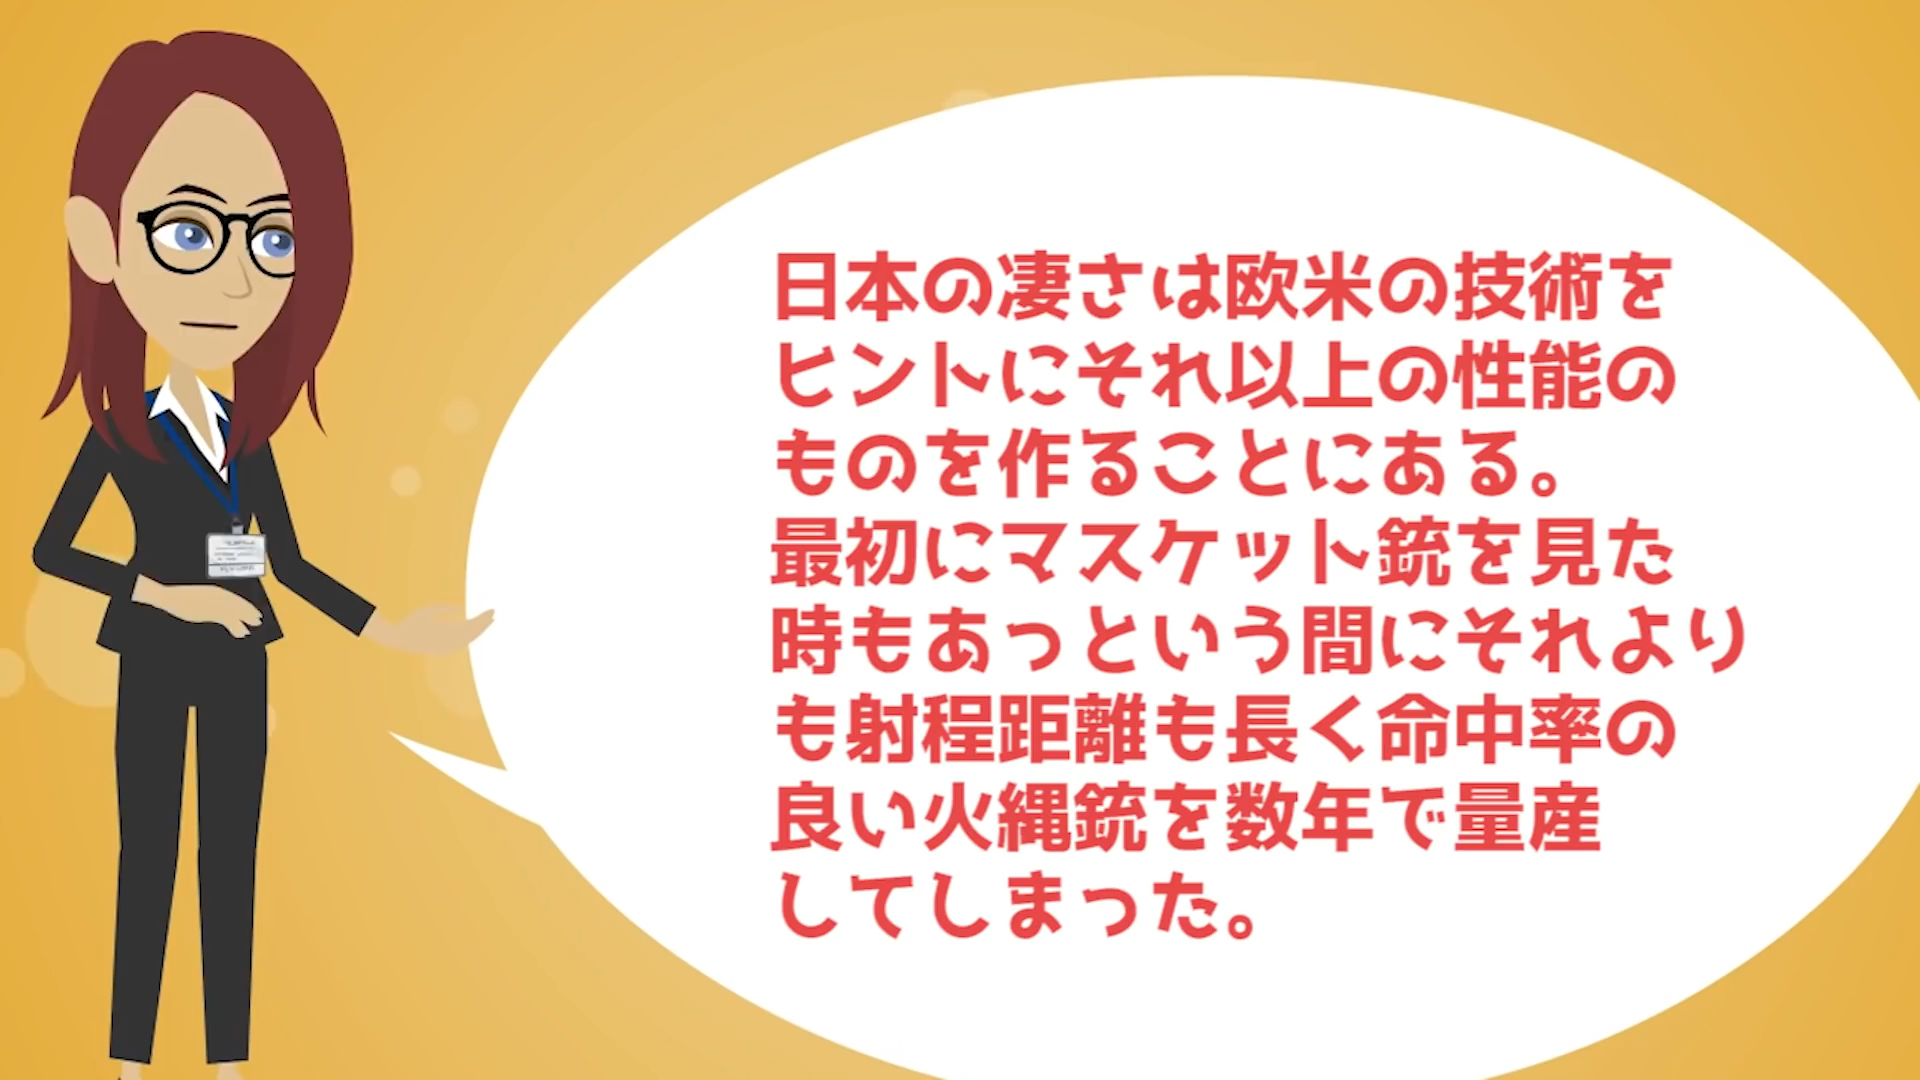 日本の凄さは欧米の技術を
ヒントにそれ以上の性能の
ものを作ることにある。
最初にマスケット銃を見た
時もあっという間にそれより
も射程距離も長く命中率の
良い火縄銃を数年で量産
してしまった。